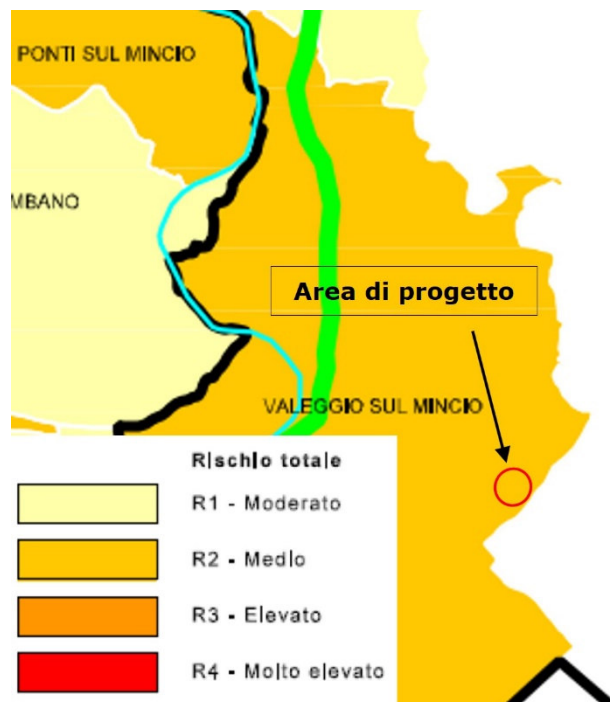 PONTI SUL MINCIO
MBANO
Area di progetto
VALEGGIO SUL MINCIO
Rischio totale
R1 - Moderato
R2 - Medio
R3 - Elevato
R4 - Molto elevato